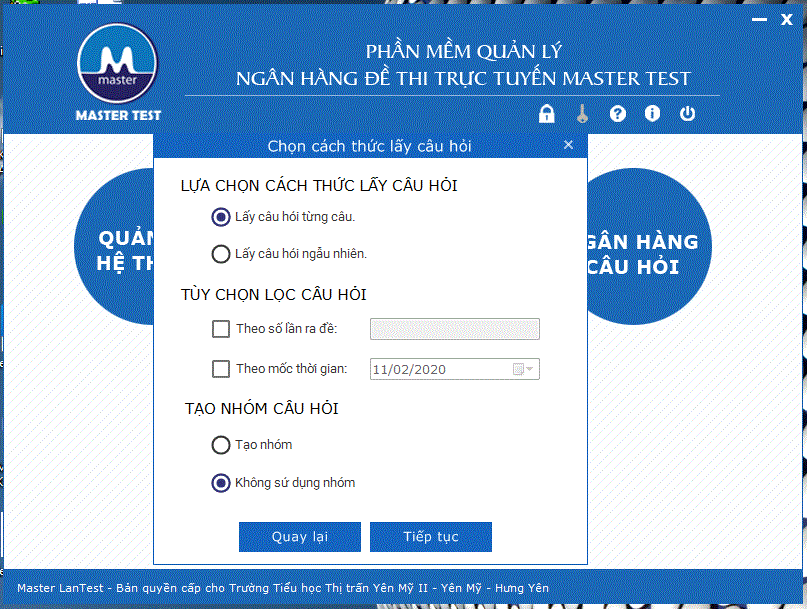 PHẦN MỀM QUẢN LÝ
NGÂN HÀNG ĐỀ THI TRỰC TUYẾN MASTER TEST
master
MASTER TEST
Chọn cách thức lấy câu hỏi
LỰA CHỌN CÁCH THỨC LẤY CÂU HỎI
Lấy câu hỏi từng câu.
Lấy câu hỏi ngẫu nhiên.
QUẢN
HỆ TH
GÂN HÀNG
CÂU HỎI
TÙY CHỌN LỌC CÂU HỎI
Theo số lần ra đề:
Theo mốc thời gian:
11/02/2020
TẠO NHÓM CÂU HỎI
Tạo nhóm
Không sử dụng nhóm
Quay lại
Tiếp tục
Master LanTest - Bản quyền cấp cho Trường Tiểu học Thị trấn Yên Mỹ II - Yên Mỹ - Hưng Yên